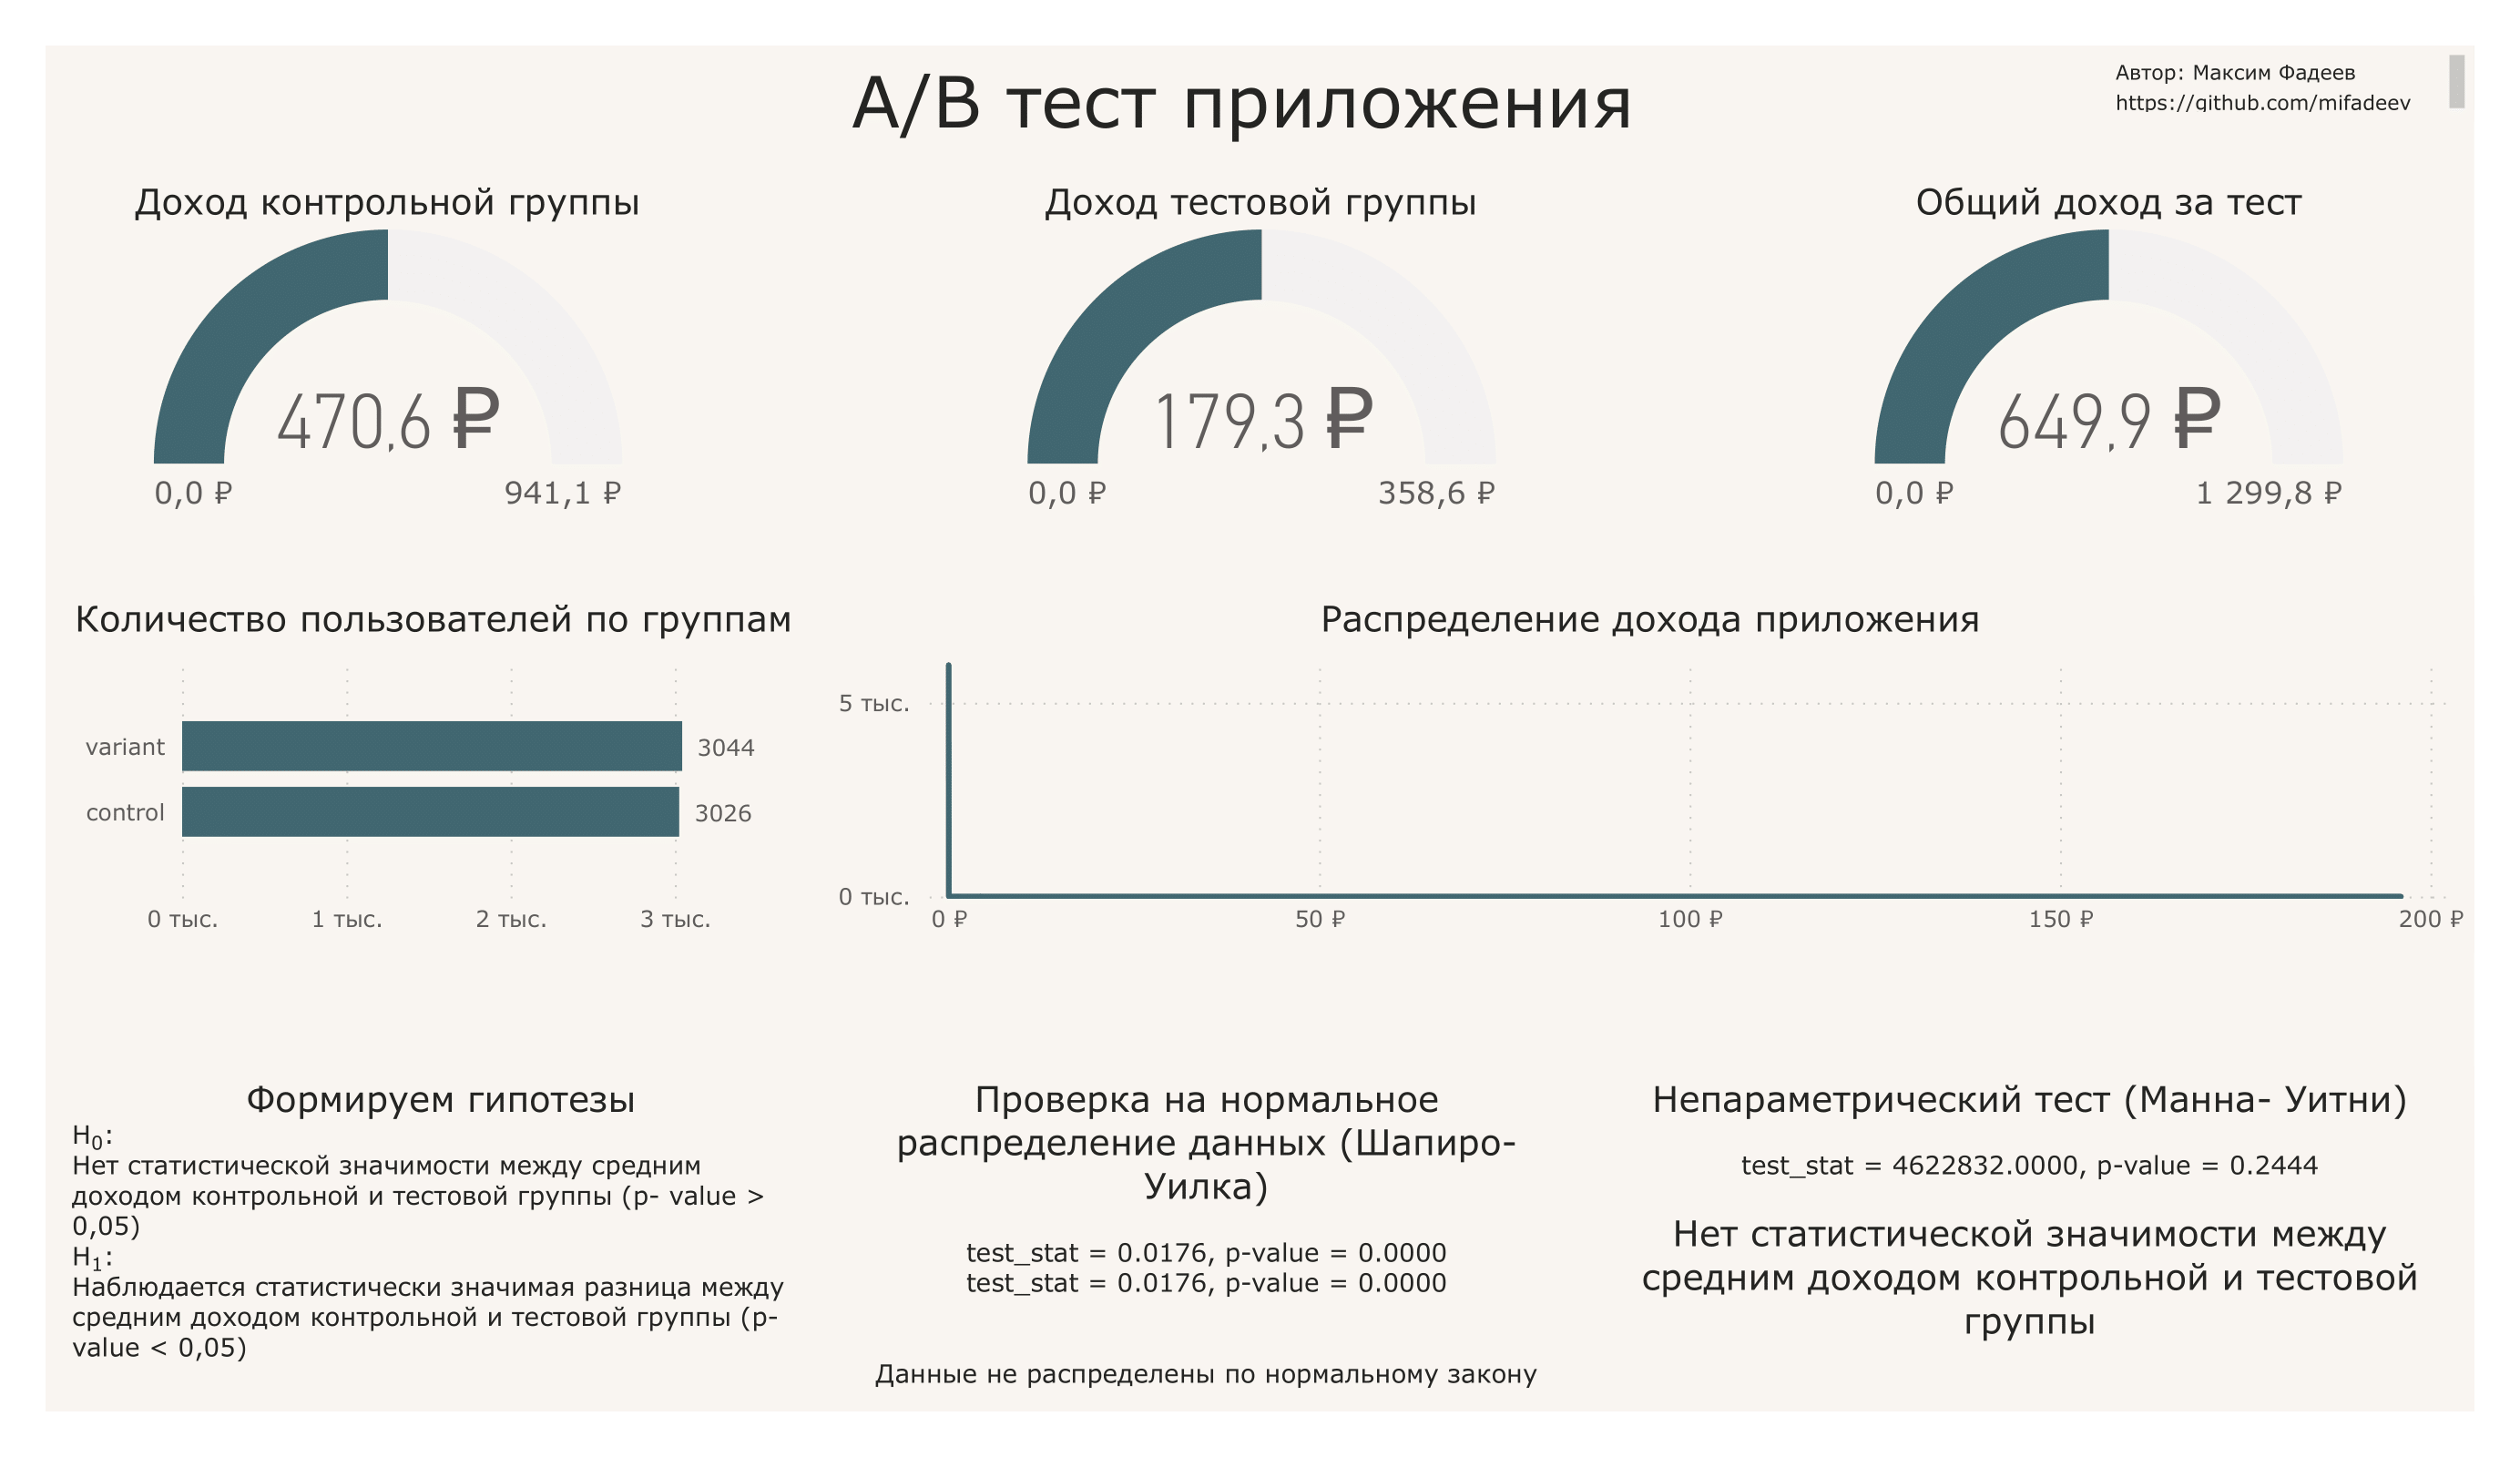 А/В тест приложения
Автор: Максим Фадеев
https://github.com/mifadeev
Доход контрольной группы
470,6 ₽
0,0 ₽
941,1 ₽
Доход тестовой группы
179,3 ₽
0,0 ₽
358,6 ₽
Общий доход за тест
649,9 ₽
0,0 ₽
1 299,8 ₽
Количество пользователей по группам
variant
3044
control
3026
0 тыс.
1 тыс.
2 тыс.
3 тыс.
Распределение дохода приложения
5 тыс.
0 тыс.
0 ₽
50 ₽
100 ₽
150 ₽
200 ₽
Формируем гипотезы
H₀:
Нет статистической значимости между средним
доходом контрольной и тестовой группы (p- value >
0,05)
H₁:
Наблюдается статистически значимая разница между
средним доходом контрольной и тестовой группы (p-
value < 0,05)
Проверка на нормальное
распределение данных (Шапиро-
Уилка)
test_stat = 0.0176, p-value = 0.0000
test_stat = 0.0176, p-value = 0.0000
Данные не распределены по нормальному закону
Непараметрический тест (Манна- Уитни)
test_stat = 4622832.0000, p-value = 0.2444
Нет статистической значимости между
средним доходом контрольной и тестовой
группы